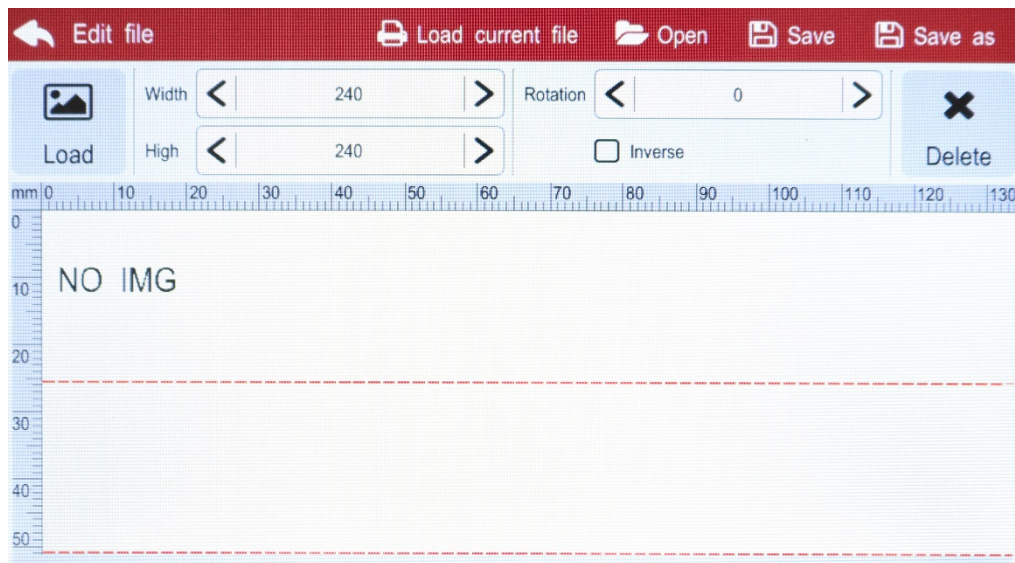 Edit file Load current file Open Save Save as
Width 240 Rotation 0
Load High 240 Inverse Delete
mm 0 10 20 30 40 50 60 70 80 90 100 110 120 130
0
NO IMG
10
20
30
40
50